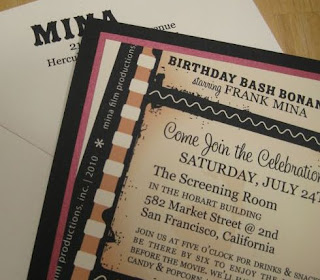 MINA
Hercu
BIRTHDAY BASH BONAN
starring FRANK MINA
Come Join the Celebration
SATURDAY, JULY 24T
The Screening Room
IN THE HOBART BUILDING
582 Market Street @ 2nd
San Francisco, California
JOIN US AT FIVE O'CLOCK FOR DRINKS & SNAC
BE THERE BY SIX TO ENJOY
BEFORE THE MOVIE. WE'LL
CANDY & POPCORN
mina film productions
film productions, inc. | 2010 * mina film productions,